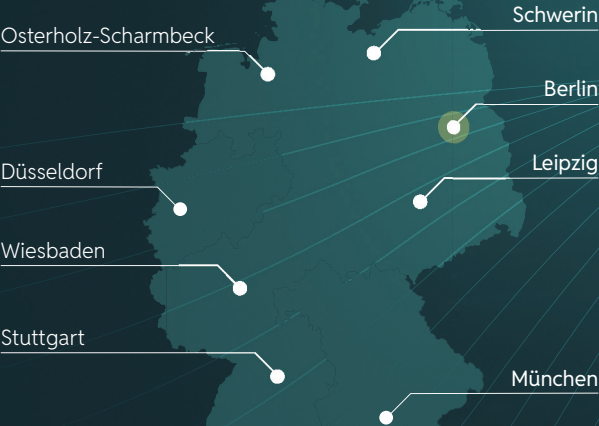 Schwerin
Osterholz-Scharmbeck
Berlin
Leipzig
Düsseldorf
Wiesbaden
Stuttgart
München